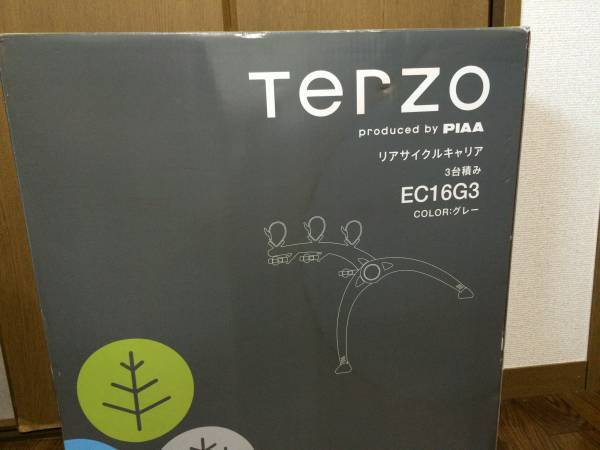 Terzo
produced by PIAA
リアサイクルキャリア
3台積み
EC16G3
COLOR:グレー